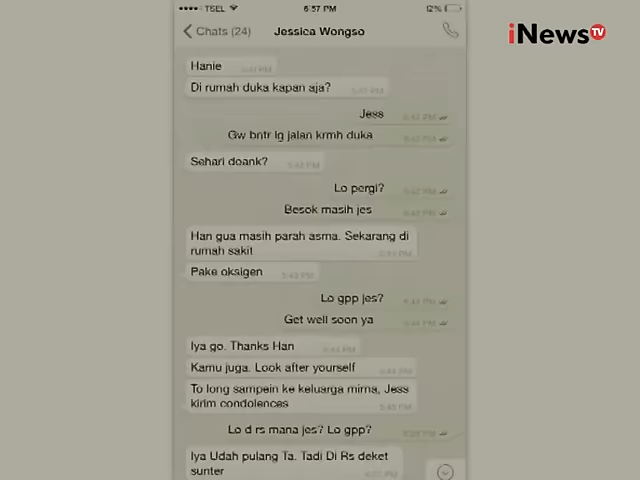 TSEL 6:57 PM 12%
iNews TV
Chats (24) Jessica Wongso
Hanie
Di rumah duka kapan aja?
Jess
Gw bntr lg jalan krmh duka
Sehari doank?
Lo pergi?
Besok masih jes
Han gua masih parah asma. Sekarang di
rumah sakit
Pake oksigen
Lo gpp jes?
Get well soon ya
Iya go. Thanks Han
Kamu juga. Look after yourself
To long sampein ke keluarga mirna, Jess
kirim condolences
Lo d rs mana jes? Lo gpp?
Iya Udah pulang Ta. Tadi Di Rs deket
sunter